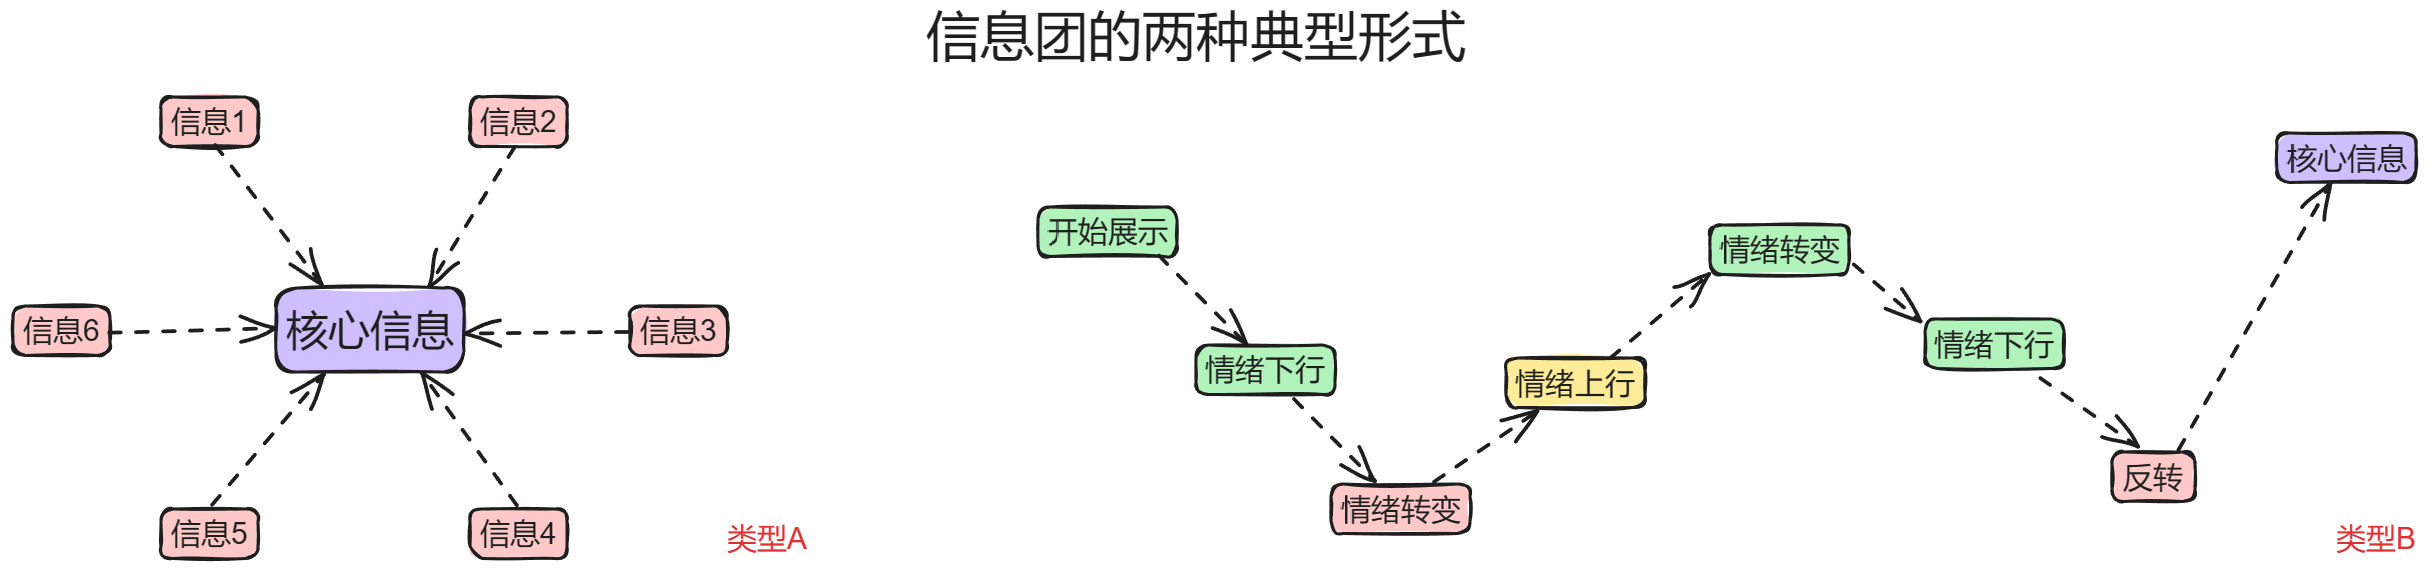 信息团的两种典型形式
信息1
信息2
信息6
核心信息
信息3
信息5
信息4
类型A
开始展示
情绪下行
情绪转变
情绪上行
情绪转变
情绪下行
反转
核心信息
类型B